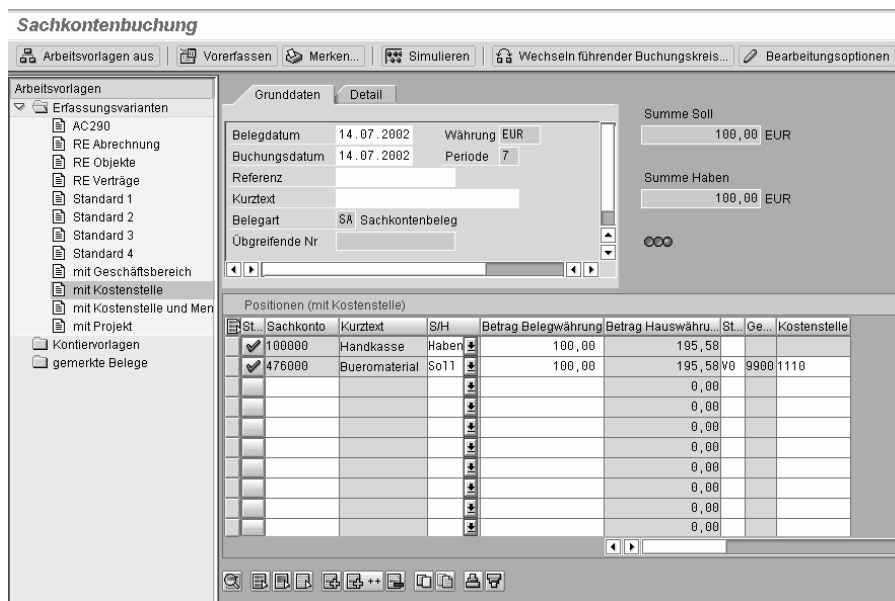 Sachkontenbuchung
Arbeitsvorlagen aus Vorerfassen Merken... Simulieren Wechseln führender Buchungskreis... Bearbeitungsoptionen
Arbeitsvorlagen
Erfassungsvarianten
AC290
RE Abrechnung
RE Objekte
RE Verträge
Standard 1
Standard 2
Standard 3
Standard 4
mit Geschäftsbereich
mit Kostenstelle
mit Kostenstelle und Men
mit Projekt
Kontiervorlagen
gemerkte Belege
Grunddaten Detail
Belegdatum 14.07.2002 Währung EUR
Buchungsdatum 14.07.2002 Periode 7
Referenz
Kurztext
Belegart SA Sachkontenbeleg
Übgreifende Nr
Summe Soll
100,00 EUR
Summe Haben
100,00 EUR
Positionen (mit Kostenstelle)
St... Sachkonto Kurztext S/H Betrag Belegwährung Betrag Hauswähru... St... Ge... Kostenstelle
100000 Handkasse Haben 100,00 195,58
476000 Bueromaterial Soll 100,00 195,58 V0 9900 1110
0,00
0,00
0,00
0,00
0,00
0,00
0,00
0,00